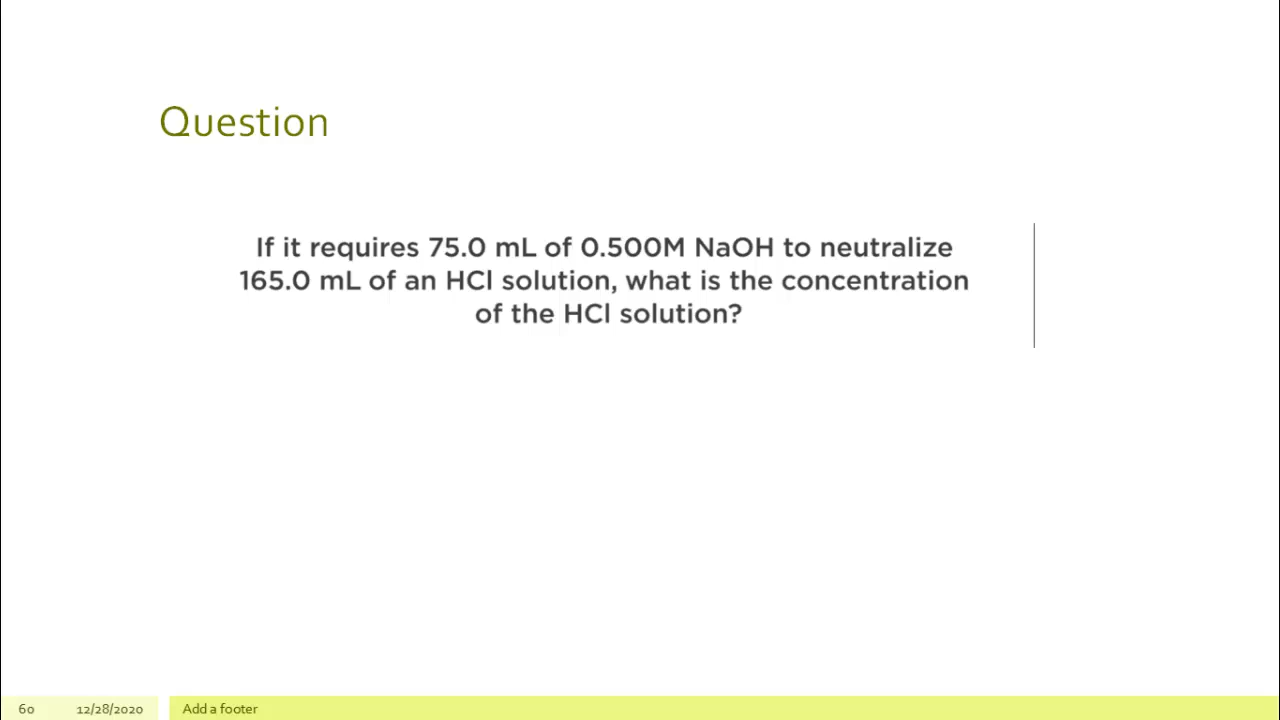 Question
If it requires 75.0 mL of 0.500M NaOH to neutralize
165.0 mL of an HCl solution, what is the concentration
of the HCl solution?
60 12/28/2020 Add a footer